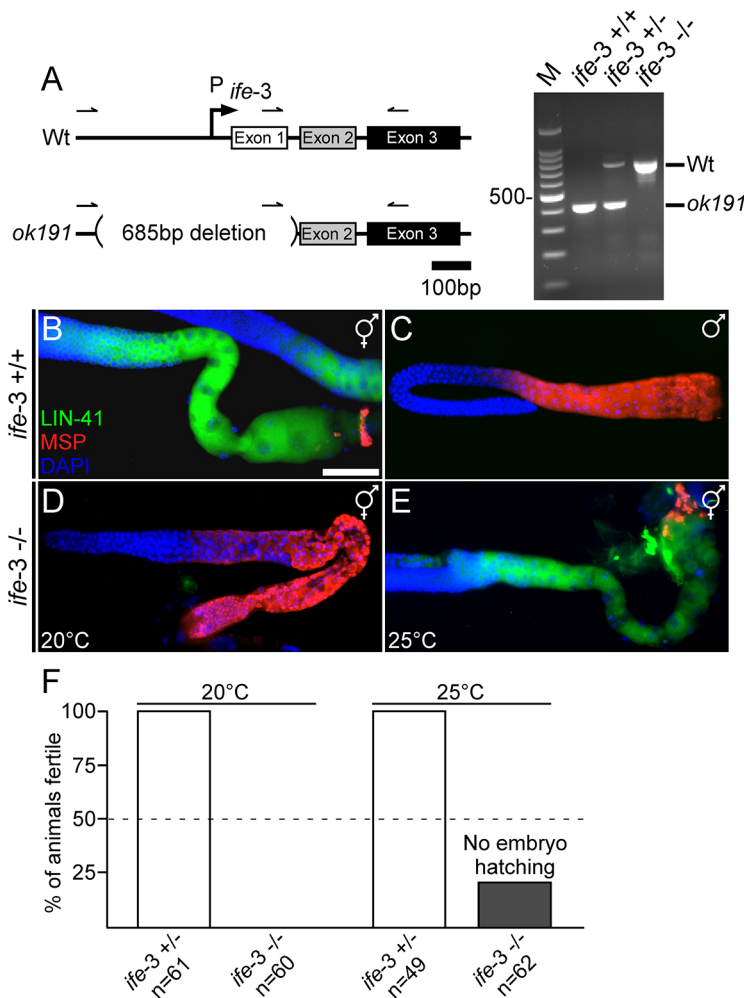 A
P ife-3
Wt
Exon 1 Exon 2 Exon 3
ok191
685bp deletion Exon 2 Exon 3
100bp
M ife-3 +/+ ife-3 +/- ife-3 -/-
Wt
500-
ok191
ife-3 +/+
B ⚥
LIN-41
MSP
DAPI
C ♂
ife-3 -/-
D ⚥
20°C
E ⚥
25°C
F
20°C 25°C
% of animals fertile
100
75
50
25
No embryo
hatching
ife-3 +/- ife-3 -/- ife-3 +/- ife-3 -/-
n=61 n=60 n=49 n=62